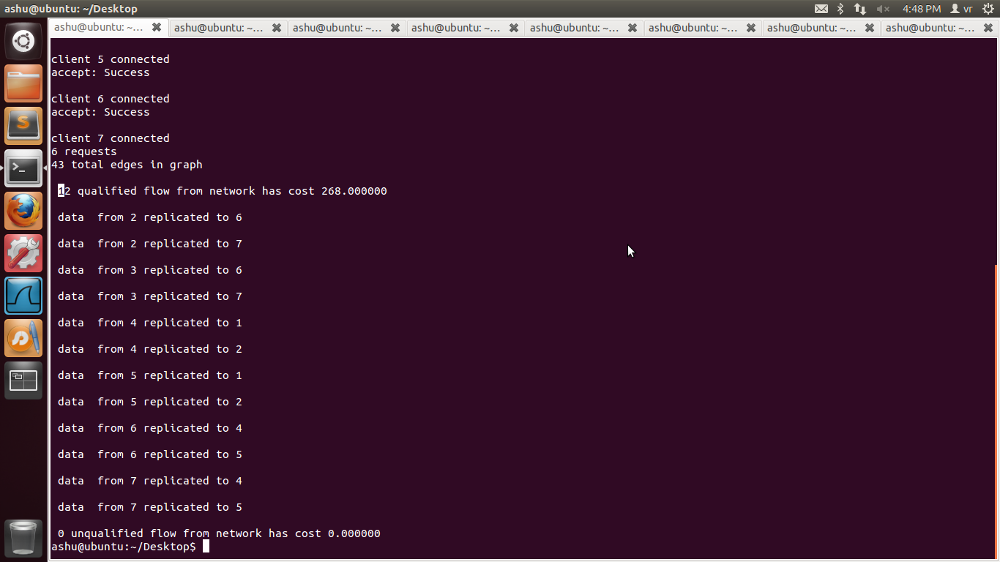 ashu@ubuntu: ~/Desktop
4:48 PM
vr
ashu@ubuntu: ~...
ashu@ubuntu: ~...
ashu@ubuntu: ~...
ashu@ubuntu: ~...
ashu@ubuntu: ~...
ashu@ubuntu: ~...
ashu@ubuntu: ~...
ashu@ubuntu: ~...
client 5 connected
accept: Success
client 6 connected
accept: Success
client 7 connected
6 requests
43 total edges in graph
12 qualified flow from network has cost 268.000000
data  from 2 replicated to 6
data  from 2 replicated to 7
data  from 3 replicated to 6
data  from 3 replicated to 7
data  from 4 replicated to 1
data  from 4 replicated to 2
data  from 5 replicated to 1
data  from 5 replicated to 2
data  from 6 replicated to 4
data  from 6 replicated to 5
data  from 7 replicated to 4
data  from 7 replicated to 5
0 unqualified flow from network has cost 0.000000
ashu@ubuntu:~/Desktop$